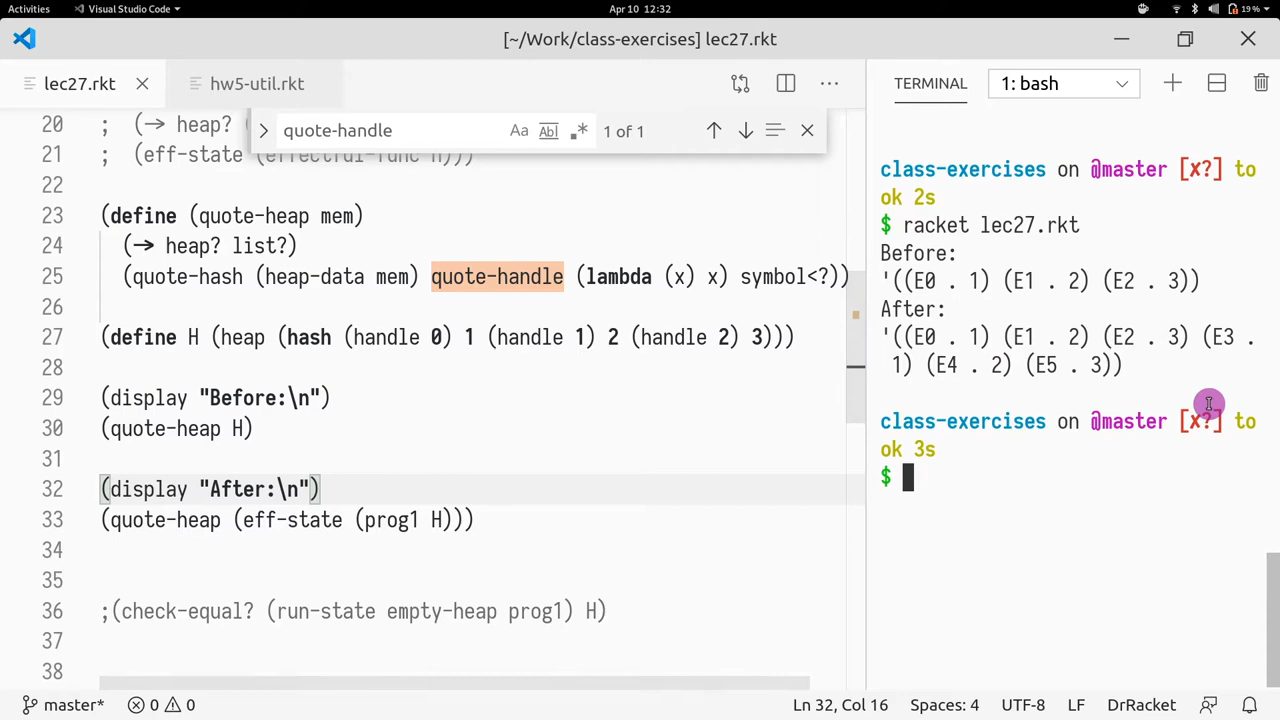 Activities
Visual Studio Code
Apr 10 12:32
19%
[~/Work/class-exercises] lec27.rkt
lec27.rkt
hw5-util.rkt
TERMINAL
1: bash
quote-handle
Aa
Abl
1 of 1
20 ; (→ heap?
21 ; (eff-state (effectful-func h)))
22
23 (define (quote-heap mem)
24 (→ heap? list?)
25 (quote-hash (heap-data mem) quote-handle (lambda (x) x) symbol<?))
26
27 (define H (heap (hash (handle 0) 1 (handle 1) 2 (handle 2) 3)))
28
29 (display "Before:\n")
30 (quote-heap H)
31
32 (display "After:\n")
33 (quote-heap (eff-state (prog1 H)))
34
35
36 ;(check-equal? (run-state empty-heap prog1) H)
37
38
class-exercises on @master [x?] to
ok 2s
$ racket lec27.rkt
Before:
'((E0 . 1) (E1 . 2) (E2 . 3))
After:
'((E0 . 1) (E1 . 2) (E2 . 3) (E3 .
1) (E4 . 2) (E5 . 3))
class-exercises on @master [x?] to
ok 3s
$
master*
0
0
Ln 32, Col 16
Spaces: 4
UTF-8
LF
DrRacket